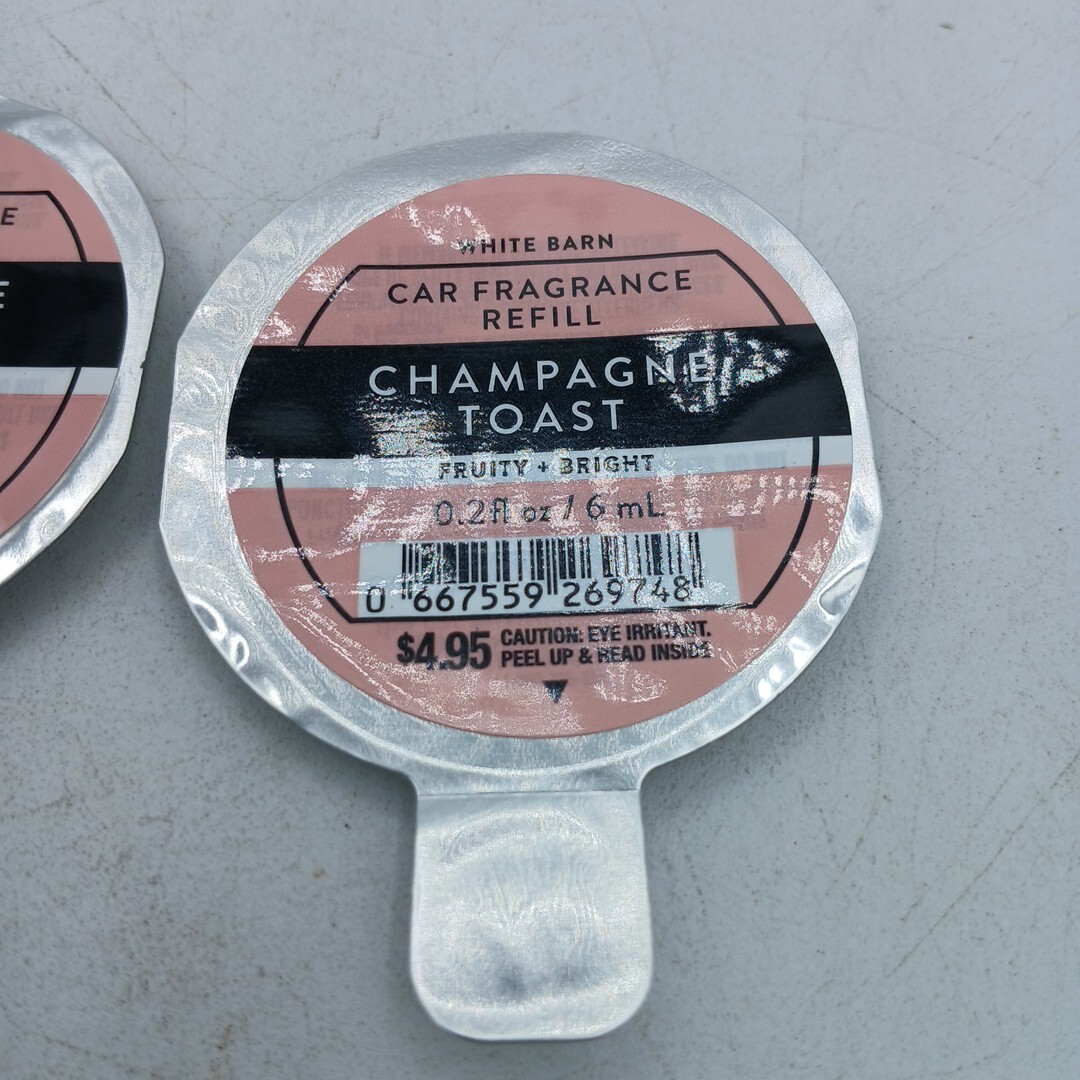 WHITE BARN
CAR FRAGRANCE
REFILL
CHAMPAGNE
TOAST
FRUITY + BRIGHT
0.2fl oz / 6 mL
0 667559 269748
$4.95 CAUTION: EYE IRRITANT.
PEEL UP & READ INSIDE
E
E